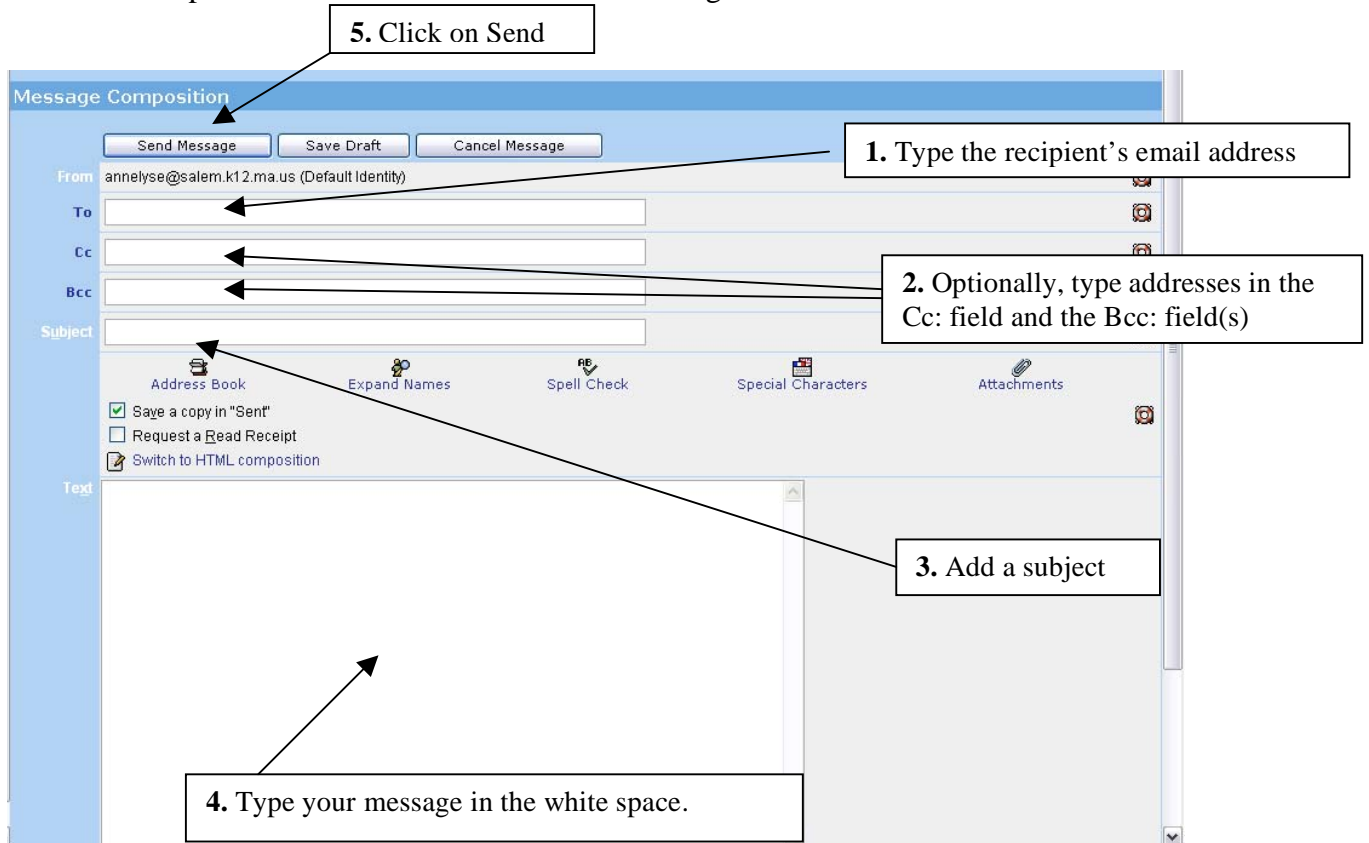 5. Click on Send
Message Composition
Send Message Save Draft Cancel Message
1. Type the recipient's email address
From annelyse@salem.k12.ma.us (Default Identity)
To
Cc
2. Optionally, type addresses in the
Cc: field and the Bcc: field(s)
Bcc
Subject
Address Book Expand Names Spell Check Special Characters Attachments
Save a copy in "Sent"
Request a Read Receipt
Switch to HTML composition
Text
3. Add a subject
4. Type your message in the white space.